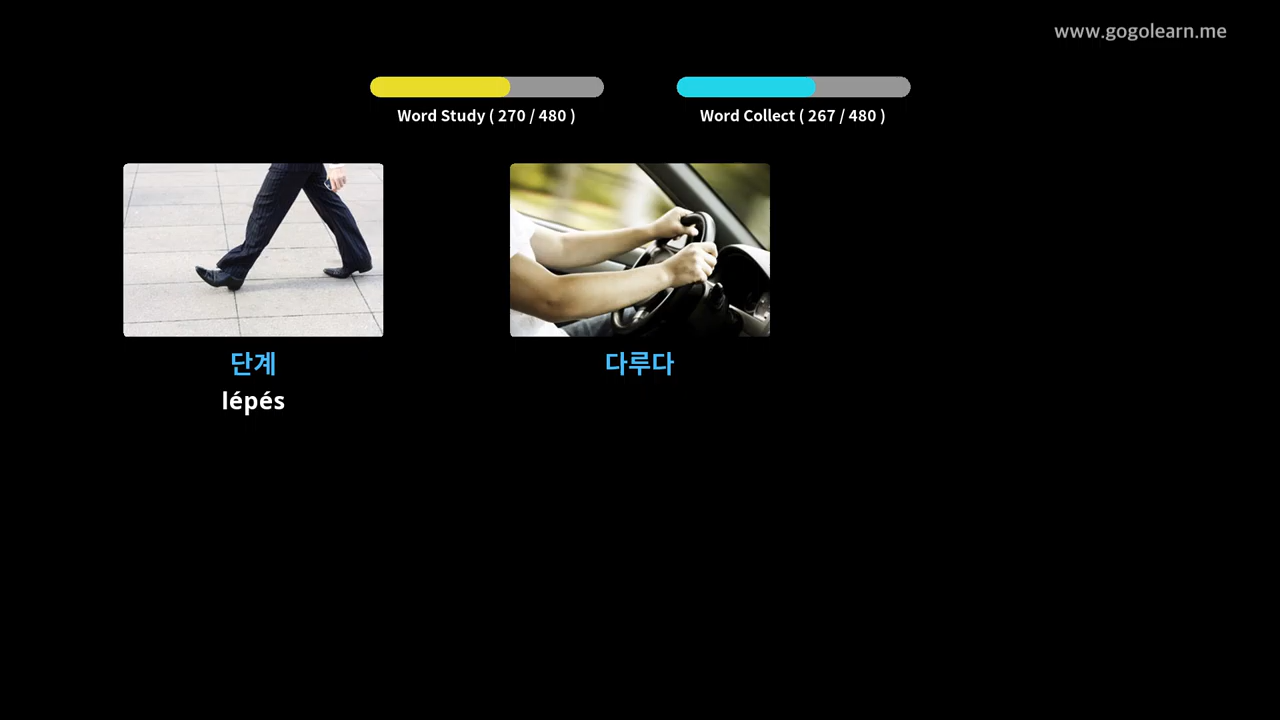 www.gogolearn.me
Word Study ( 270 / 480 )
Word Collect ( 267 / 480 )
단계
lépés
다루다